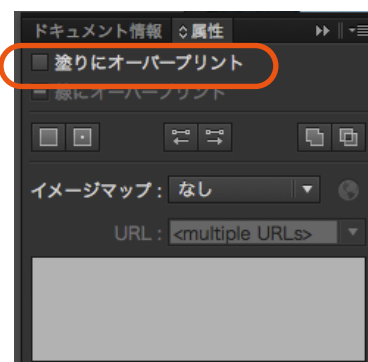 ドキュメント情報 属性
塗りにオーバープリント
線にオーバープリント
イメージマップ : なし
URL : <multiple URLs>